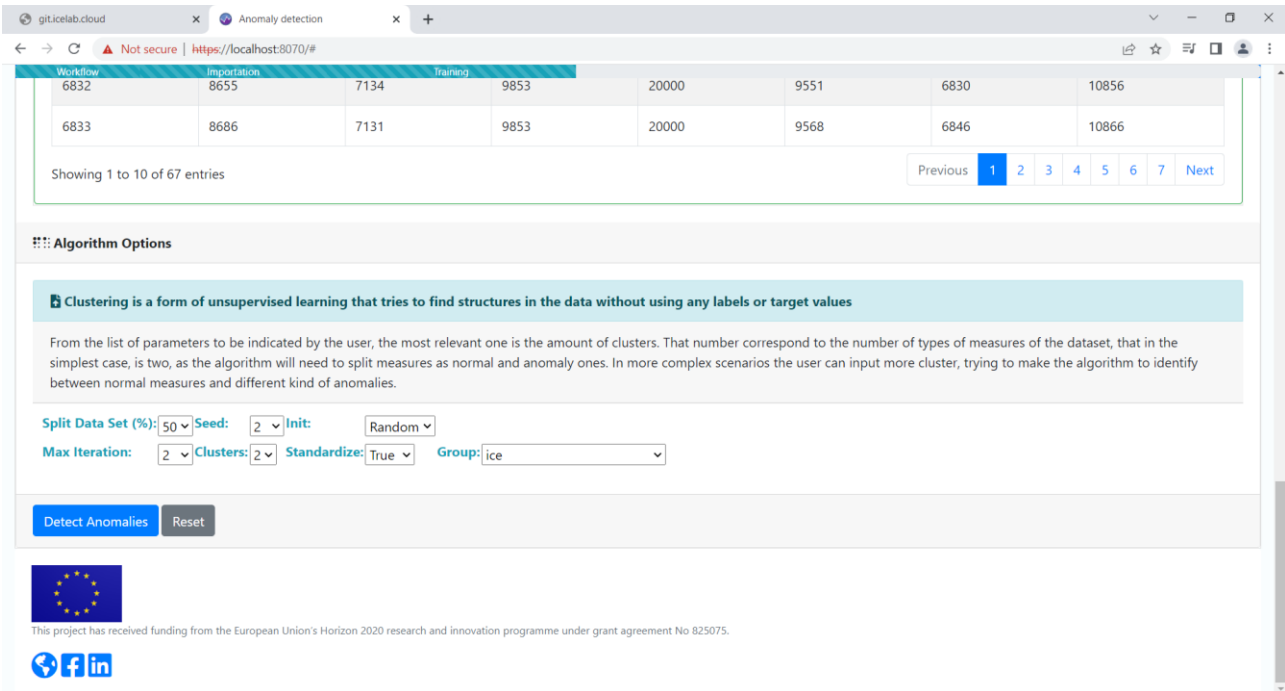 git.icelab.cloud
Anomaly detection
Not secure | https://localhost:8070/#
Workflow Importation Training
6832 8655 7134 9853 20000 9551 6830 10856
6833 8686 7131 9853 20000 9568 6846 10866
Showing 1 to 10 of 67 entries
Previous 1 2 3 4 5 6 7 Next
Algorithm Options
Clustering is a form of unsupervised learning that tries to find structures in the data without using any labels or target values
From the list of parameters to be indicated by the user, the most relevant one is the amount of clusters. That number correspond to the number of types of measures of the dataset, that in the
simplest case, is two, as the algorithm will need to split measures as normal and anomaly ones. In more complex scenarios the user can input more cluster, trying to make the algorithm to identify
between normal measures and different kind of anomalies.
Split Data Set (%): 50 Seed: 2 Init: Random
Max Iteration: 2 Clusters: 2 Standardize: True Group: ice
Detect Anomalies Reset
This project has received funding from the European Union's Horizon 2020 research and innovation programme under grant agreement No 825075.